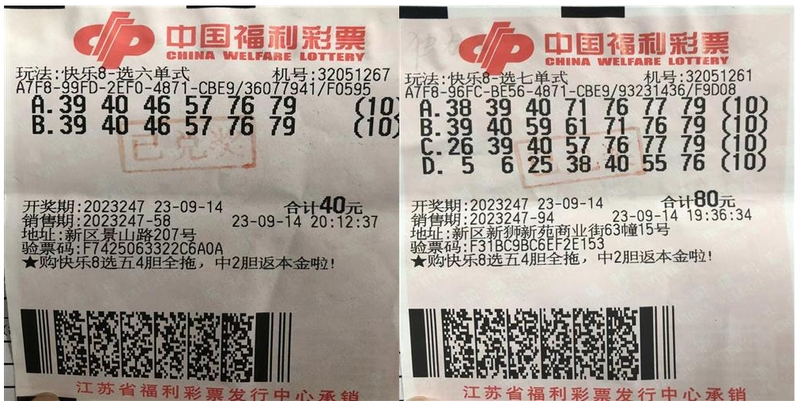 中国福利彩票
CHINA WELFARE LOTTERY
玩法:快乐8-选六单式 机号:32051267
A7F8-99FD-2EF0-4871-CBE9/36077941/F0595
A.39 40 46 57 76 79 (10)
B.39 40 46 57 76 79 (10)
已兑奖
开奖期:2023247 23-09-14 合计40元
销售期:2023247-58 23-09-14 20:12:37
地址:新区景山路207号
验票码:F7425063322C6A0A
★购快乐8选五4胆全拖，中2胆返本金啦!
江苏省福利彩票发行中心承销
中国福利彩票
CHINA WELFARE LOTTERY
玩法:快乐8-选七单式 机号:32051261
A7F8-96FC-BE56-4871-CBE9/93231436/F9D08
A.38 39 40 71 76 77 79 (10)
B.39 40 59 61 71 76 79 (10)
C.26 39 40 57 76 77 79 (10)
D. 5 6 25 38 40 55 76 (10)
开奖期:2023247 23-09-14 合计80元
销售期:2023247-94 23-09-14 19:36:34
地址:新区新狮新苑商业街63幢15号
验票码:F31BC9BC6EF2E153
★购快乐8选五4胆全拖，中2胆返本金啦!
江苏省福利彩票发行中心承销